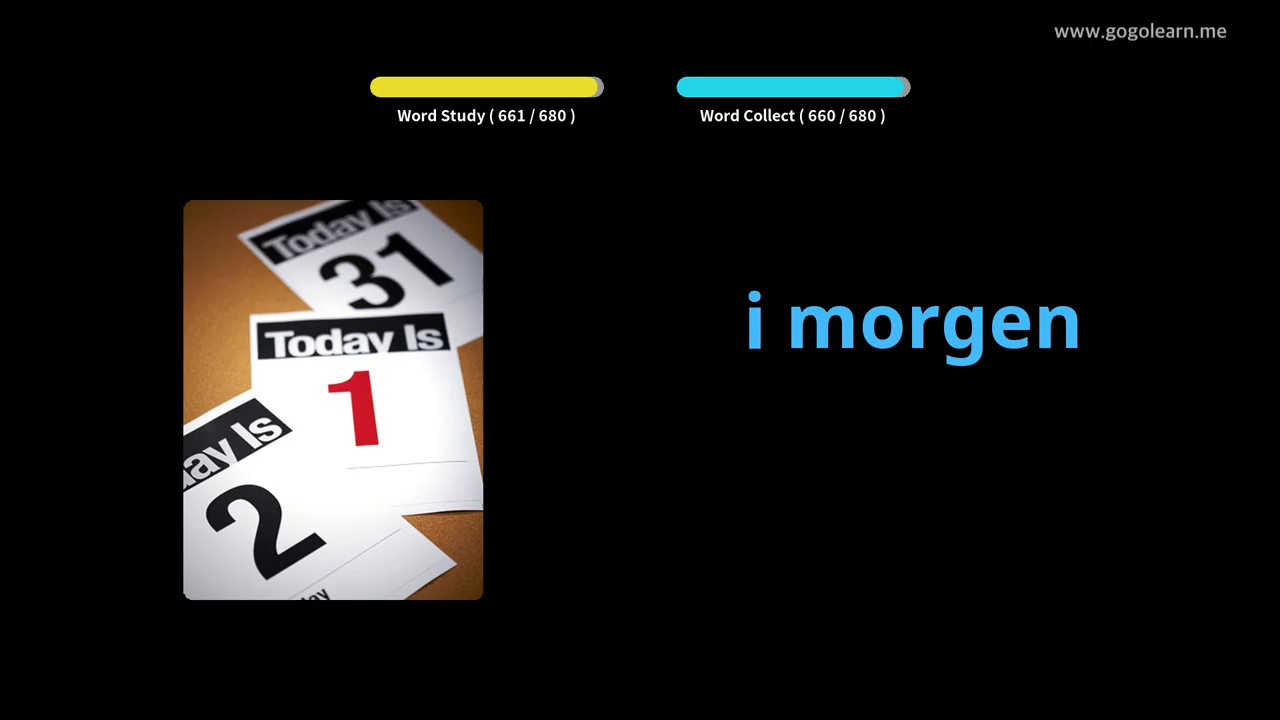 www.gogolearn.me
Word Study ( 661 / 680 )
Word Collect ( 660 / 680 )
Today Is
31
Today Is
1
ay Is
2
ay
i morgen